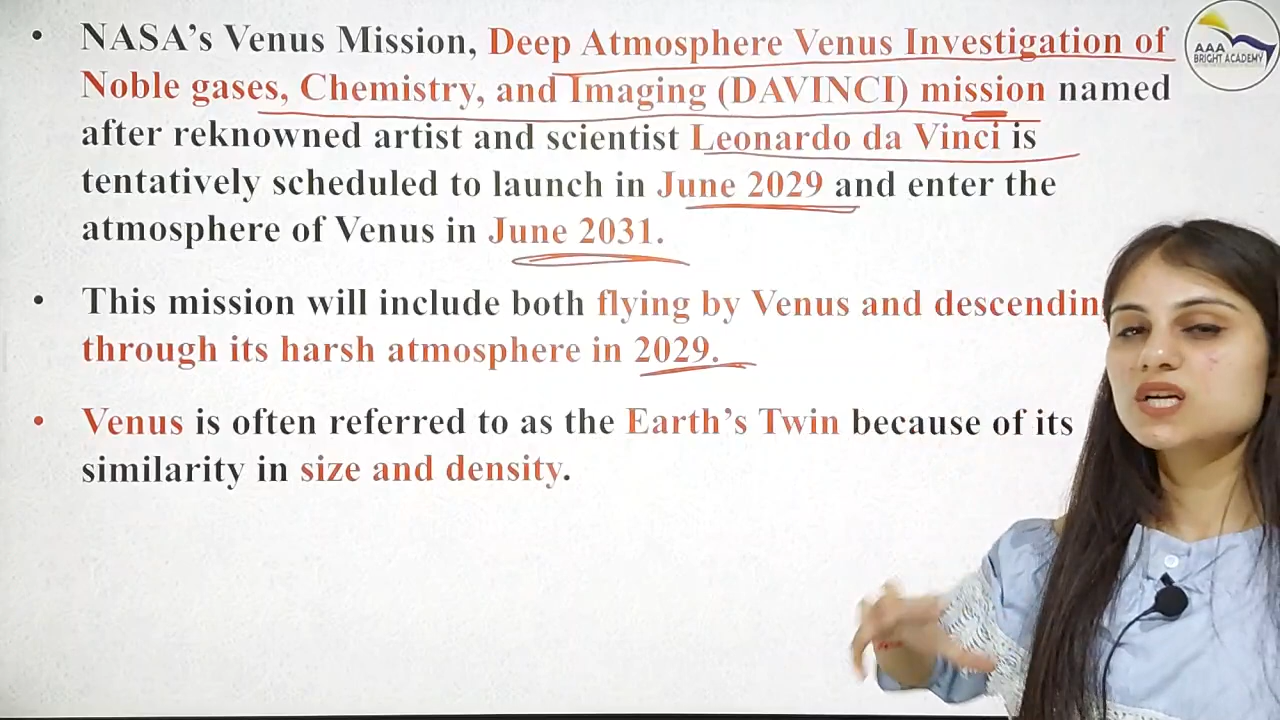 • NASA’s Venus Mission, Deep Atmosphere Venus Investigation of
Noble gases, Chemistry, and Imaging (DAVINCI) mission named
after reknowned artist and scientist Leonardo da Vinci is
tentatively scheduled to launch in June 2029 and enter the
atmosphere of Venus in June 2031.
• This mission will include both flying by Venus and descendin
through its harsh atmosphere in 2029.
• Venus is often referred to as the Earth’s Twin because of its
similarity in size and density.
AAA
BRIGHT ACADEMY